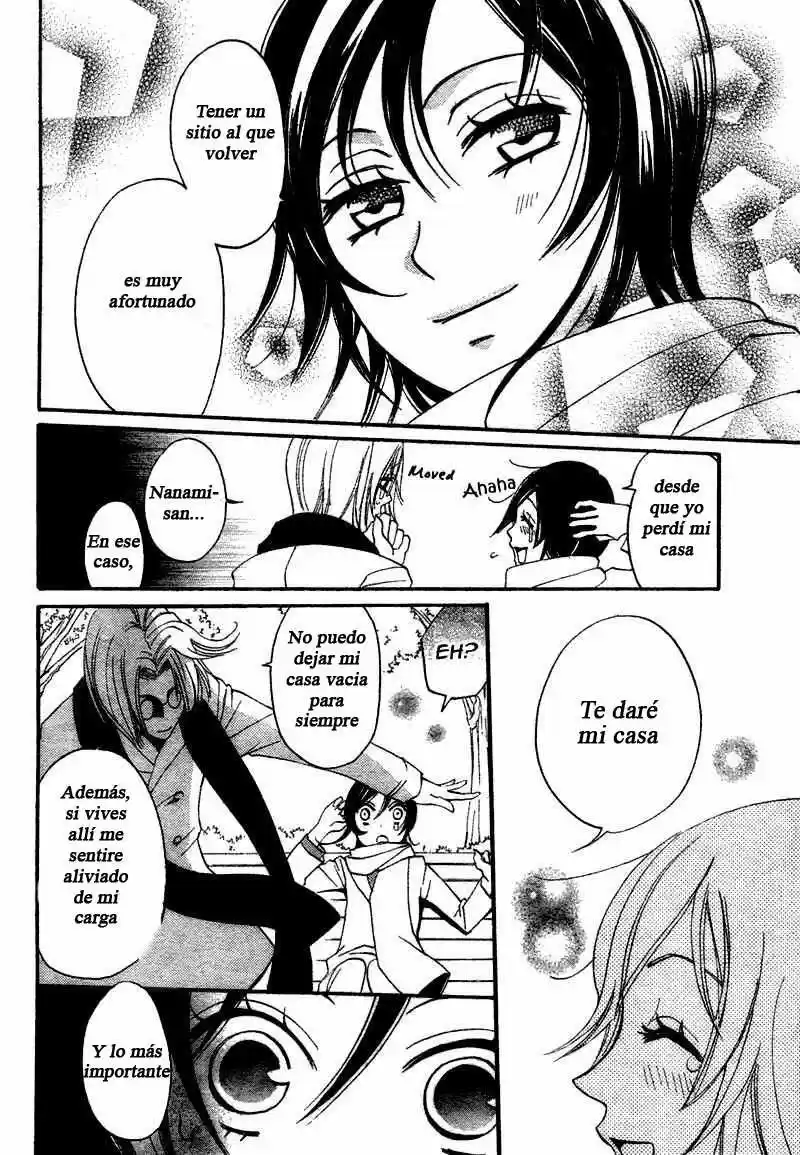 Tener un
sitio al que
volver
es muy
afortunado
desde
que yo
perdí mi
casa
Ahaha
Moved
Nanami-
san...
En ese
caso,
Te daré
mi casa
EH?
No puedo
dejar mi
casa vacia
para
siempre
Además,
si vives
allí me
sentire
aliviado
de mi
carga
Y lo más
importante